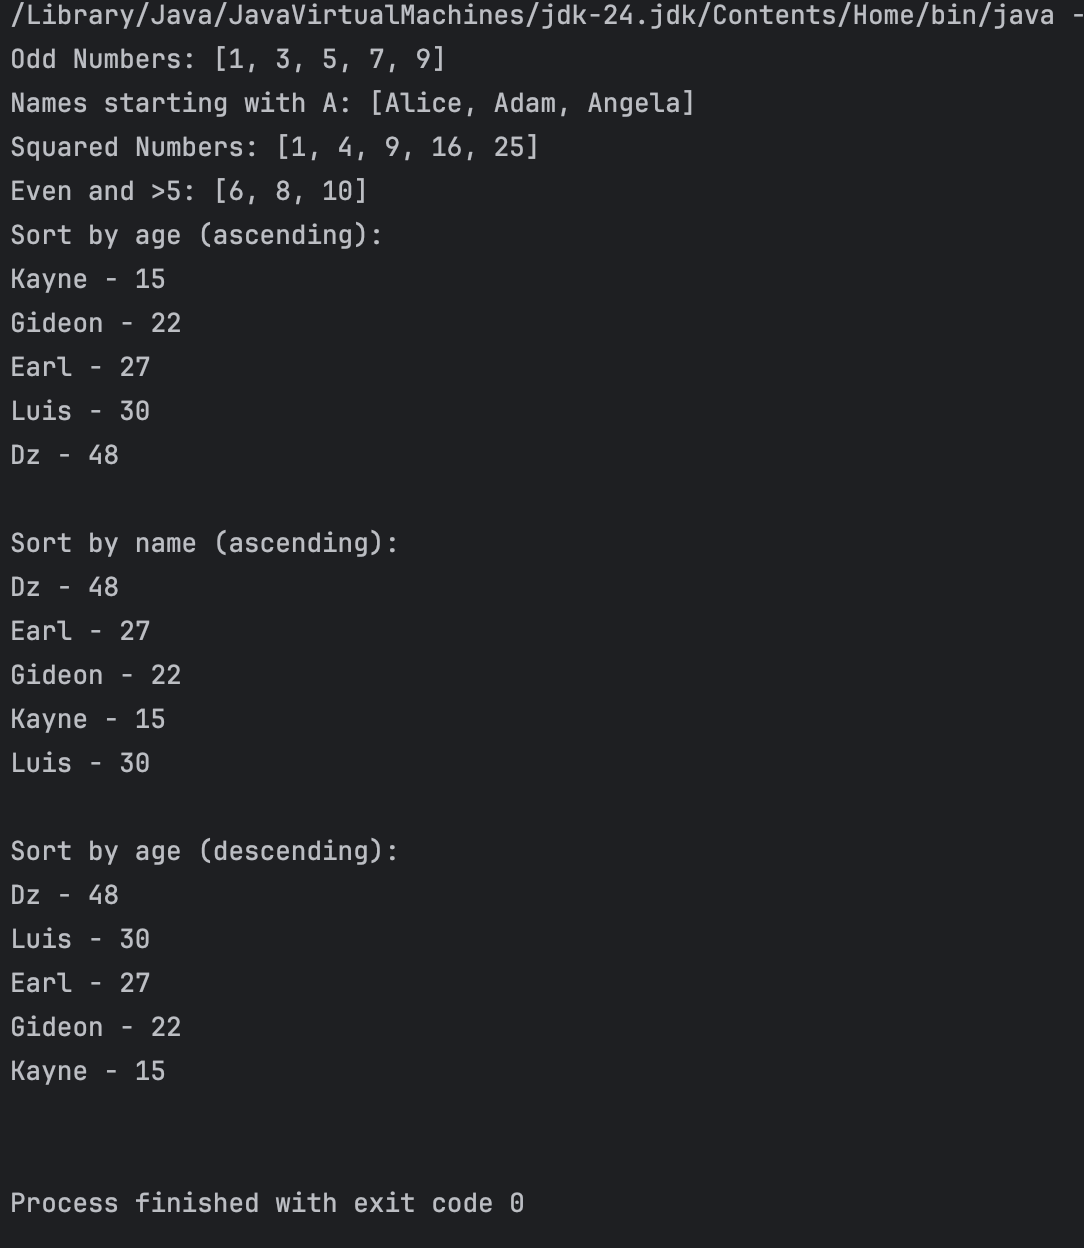 /Library/Java/JavaVirtualMachines/jdk-24.jdk/Contents/Home/bin/java -
Odd Numbers: [1, 3, 5, 7, 9]
Names starting with A: [Alice, Adam, Angela]
Squared Numbers: [1, 4, 9, 16, 25]
Even and >5: [6, 8, 10]
Sort by age (ascending):
Kayne - 15
Gideon - 22
Earl - 27
Luis - 30
Dz - 48
Sort by name (ascending):
Dz - 48
Earl - 27
Gideon - 22
Kayne - 15
Luis - 30
Sort by age (descending):
Dz - 48
Luis - 30
Earl - 27
Gideon - 22
Kayne - 15
Process finished with exit code 0